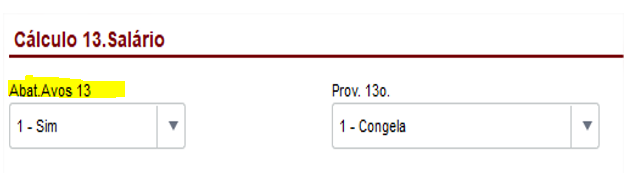 Cálculo 13.Salário
Abat.Avos 13 Prov. 13o.
1 - Sim 1 - Congela